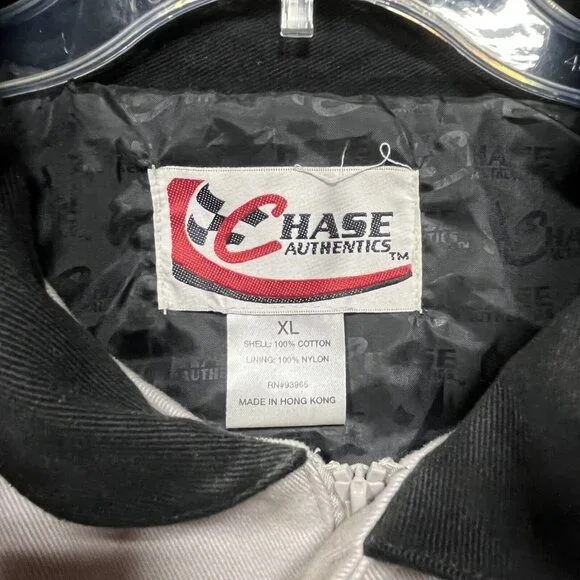 CHASE
AUTHENTICS TM
XL
SHELL: 100% COTTON
LINING: 100% NYLON
RN#93965
MADE IN HONG KONG